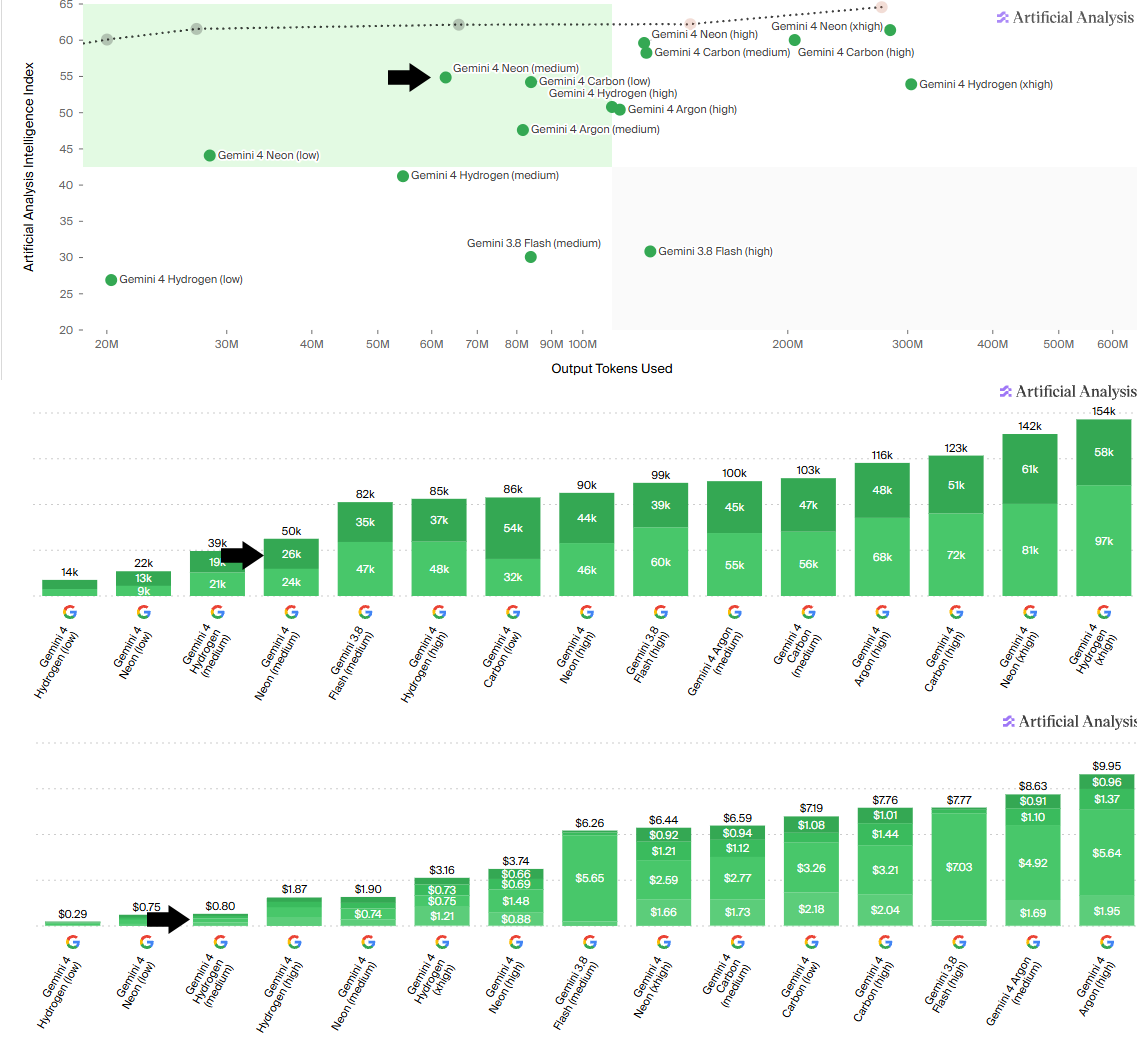 Artificial Analysis
Artificial Analysis Intelligence Index
65
60
55
50
45
40
35
30
25
20
Gemini 4 Neon (xhigh)
Gemini 4 Neon (high)
Gemini 4 Carbon (medium)
Gemini 4 Carbon (high)
Gemini 4 Neon (medium)
Gemini 4 Carbon (low)
Gemini 4 Hydrogen (xhigh)
Gemini 4 Hydrogen (high)
Gemini 4 Argon (high)
Gemini 4 Argon (medium)
Gemini 4 Neon (low)
Gemini 4 Hydrogen (medium)
Gemini 3.8 Flash (medium)
Gemini 3.8 Flash (high)
Gemini 4 Hydrogen (low)
20M 30M 40M 50M 60M 70M 80M 90M 100M 200M 300M 400M 500M 600M
Output Tokens Used
Artificial Analysis
14k
22k
13k
9k
39k
19k
21k
50k
26k
24k
82k
35k
47k
85k
37k
48k
86k
54k
32k
90k
44k
46k
99k
39k
60k
100k
45k
55k
103k
47k
56k
116k
48k
68k
123k
51k
72k
142k
61k
81k
154k
58k
97k
Gemini 4
Hydrogen (low)
Gemini 4
Neon (low)
Gemini 4
Hydrogen
(medium)
Gemini 4
Neon (medium)
Gemini 3.8
Flash (medium)
Gemini 4
Hydrogen (high)
Gemini 4
Carbon (low)
Gemini 4
Neon (high)
Gemini 3.8
Flash (high)
Gemini 4 Argon
(medium)
Gemini 4
Carbon
(medium)
Gemini 4
Argon (high)
Gemini 4
Carbon (high)
Gemini 4
Neon (xhigh)
Gemini 4
Hydrogen
(xhigh)
Artificial Analysis
$0.29
$0.75
$0.80
$1.87
$1.90
$0.74
$3.16
$0.73
$0.75
$1.21
$3.74
$0.66
$0.69
$1.48
$0.88
$6.26
$5.65
$6.44
$0.92
$1.21
$2.59
$1.66
$6.59
$0.94
$1.12
$2.77
$1.73
$7.19
$1.08
$3.26
$2.18
$7.76
$1.01
$1.44
$3.21
$2.04
$7.77
$7.03
$8.63
$0.91
$1.10
$4.92
$1.69
$9.95
$0.96
$1.37
$5.64
$1.95
Gemini 4
Hydrogen (low)
Gemini 4
Neon (low)
Gemini 4
Hydrogen
(medium)
Gemini 4
Hydrogen (high)
Gemini 4
Neon (medium)
Gemini 4
Hydrogen
(xhigh)
Gemini 4
Neon (high)
Gemini 3.8
Flash (medium)
Gemini 4
Neon (xhigh)
Gemini 4
Carbon
(medium)
Gemini 4
Carbon (low)
Gemini 4
Carbon (high)
Gemini 3.8
Flash (high)
Gemini 4 Argon
(medium)
Gemini 4
Argon (high)